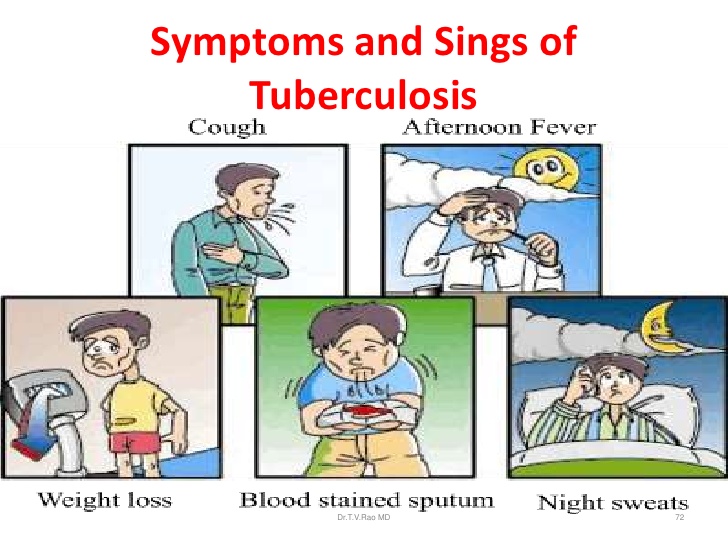 Symptoms and Sings of
Tuberculosis
Cough
Afternoon Fever
Weight loss
Blood stained sputum
Night sweats
Dr.T.V.Rao MD
72